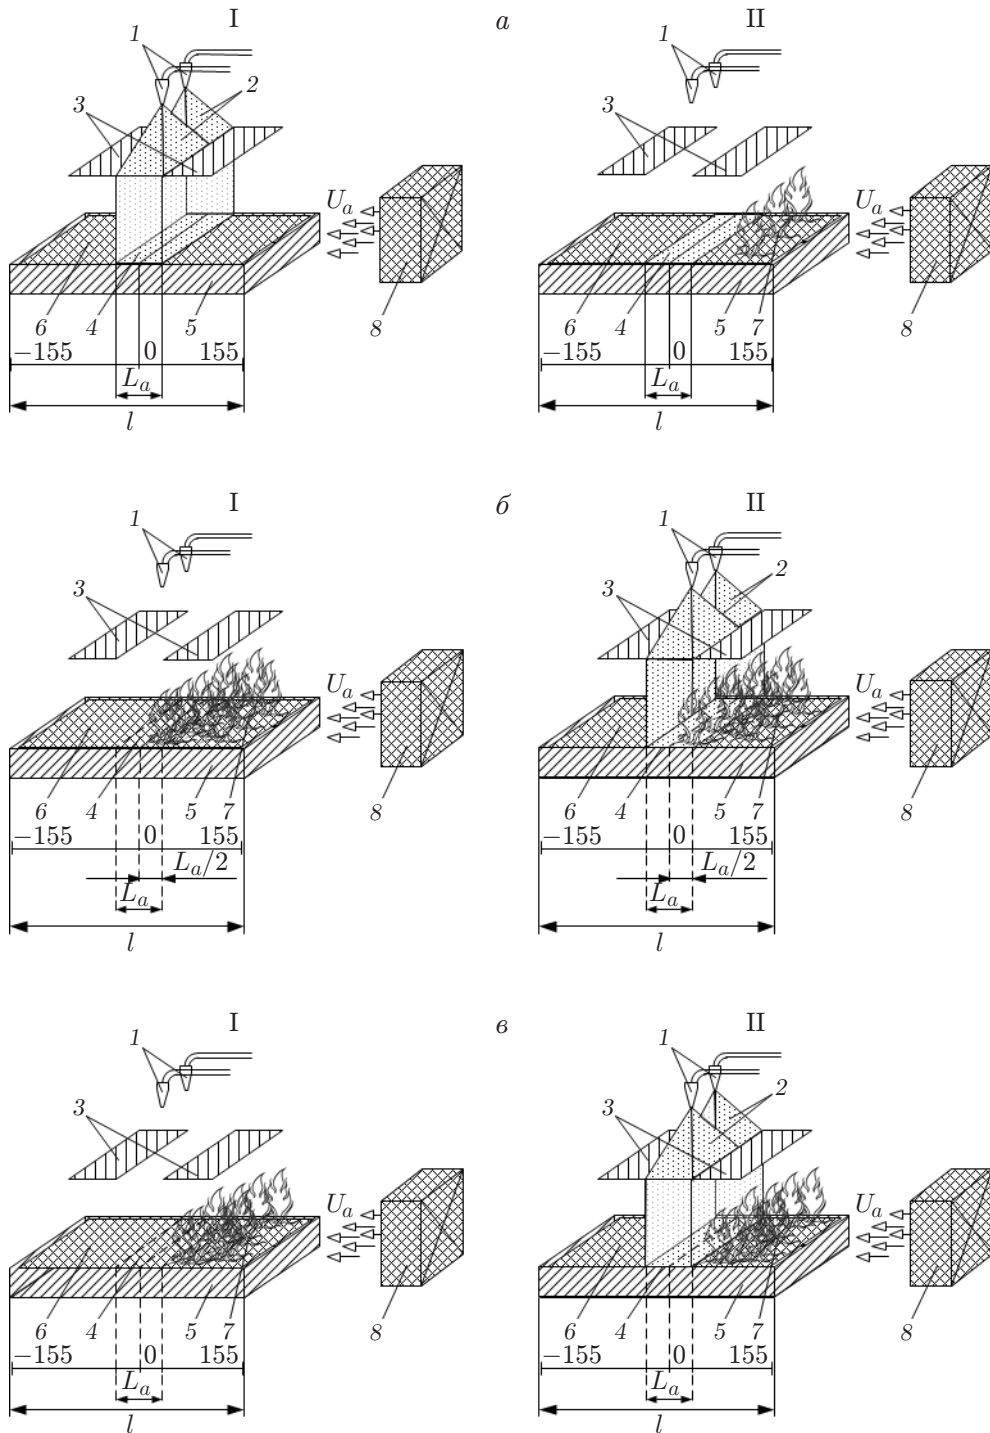 I а II
1 1
2
3 3
U_a U_a
6 4 5 8 6 4 5 7 8
−155 0 155 −155 0 155
L_a L_a
l l
I б II
1 1
2
3 3
U_a U_a
6 4 5 7 8 6 4 5 7 8
−155 0 155 −155 0 155
L_a/2 L_a/2
L_a L_a
l l
I в II
1 1
2
3 3
U_a U_a
6 4 5 7 8 6 4 5 7 8
−155 0 155 −155 0 155
L_a L_a
l l